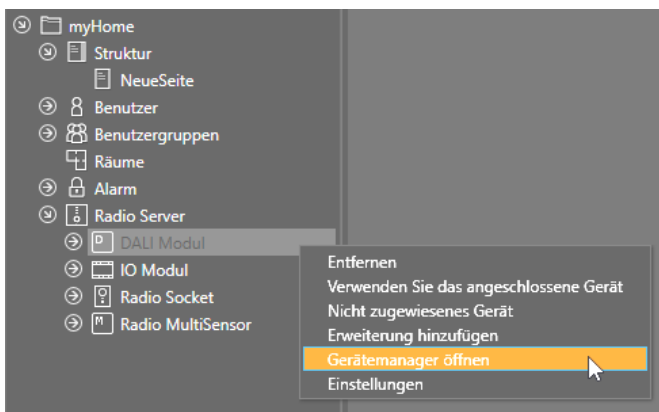 myHome
Struktur
NeueSeite
Benutzer
Benutzergruppen
Räume
Alarm
Radio Server
DALI Modul
IO Modul
Radio Socket
Radio MultiSensor
Entfernen
Verwenden Sie das angeschlossene Gerät
Nicht zugewiesenes Gerät
Erweiterung hinzufügen
Gerätemanager öffnen
Einstellungen